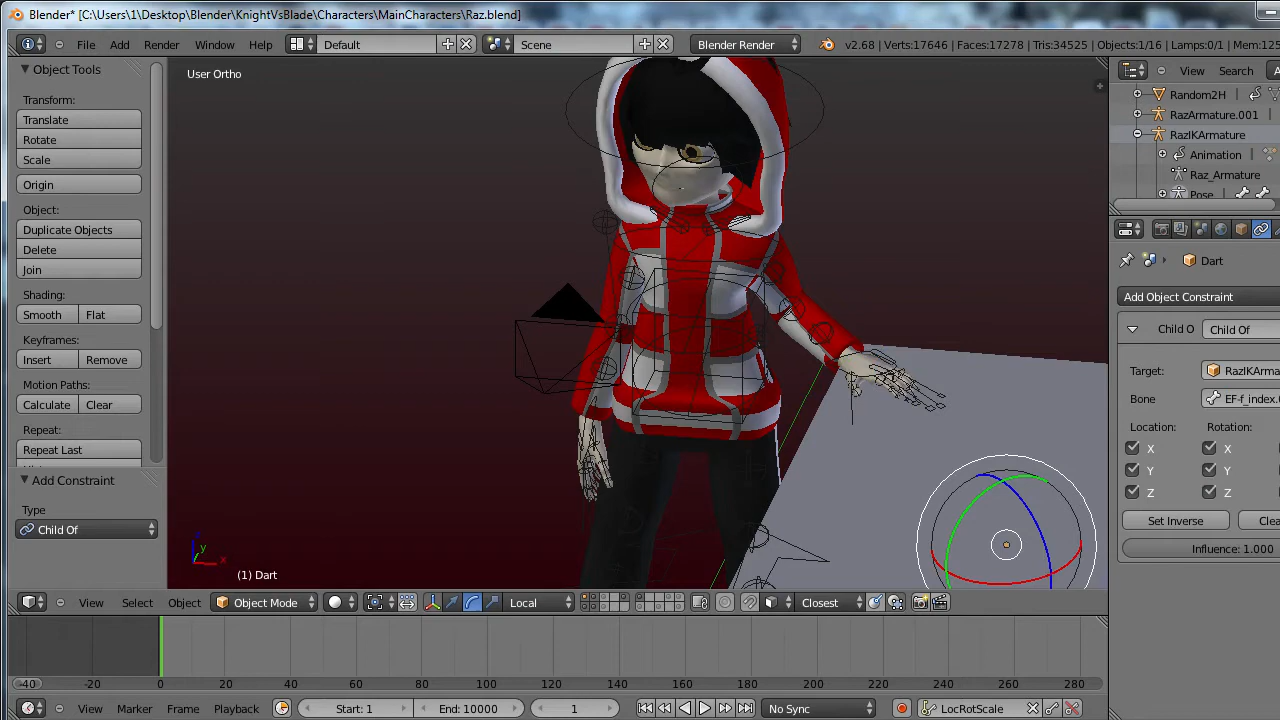 Blender* [C:\Users\1\Desktop\Blender\KnightVsBlade\Characters\MainCharacters\Raz.blend]
File Add Render Window Help Default Scene Blender Render v2.68 | Verts:17646 | Faces:17278 | Tris:34525 | Objects:1/16 | Lamps:0/1 | Mem:125
Object Tools
Transform:
Translate
Rotate
Scale
Origin
Object:
Duplicate Objects
Delete
Join
Shading:
Smooth Flat
Keyframes:
Insert Remove
Motion Paths:
Calculate Clear
Repeat:
Repeat Last
Add Constraint
Type
Child Of
User Ortho
z
y
x
(1) Dart
View Search
Random2H
RazArmature.001
RazIKArmature
Animation
Raz_Armature
Pose
Dart
Add Object Constraint
Child O Child Of
Target: RazIKArma
Bone EF-f_index.
Location: Rotation:
X X
Y Y
Z Z
Set Inverse Clea
Influence: 1.000
View Select Object Object Mode Local Closest
-40 -20 0 20 40 60 80 100 120 140 160 180 200 220 240 260 280
View Marker Frame Playback Start: 1 End: 10000 1 No Sync LocRotScale